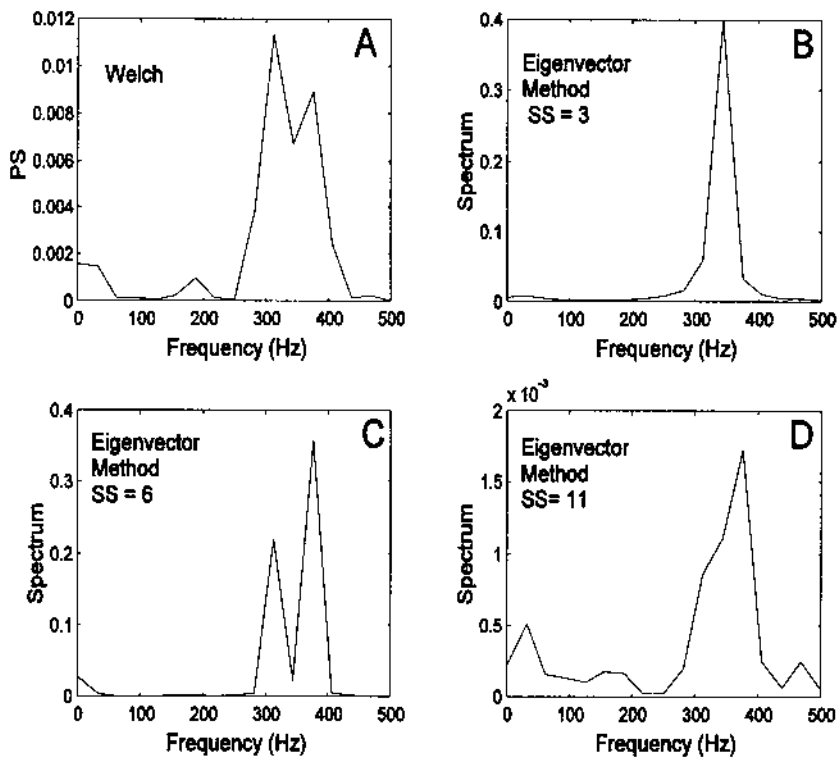 A
Welch
PS
0.012
0.01
0.008
0.006
0.004
0.002
0
0 100 200 300 400 500
Frequency (Hz)
B
Eigenvector
Method
SS = 3
Spectrum
0.4
0.3
0.2
0.1
0
0 100 200 300 400 500
Frequency (Hz)
C
Eigenvector
Method
SS = 6
Spectrum
0.4
0.3
0.2
0.1
0
0 100 200 300 400 500
Frequency (Hz)
D
x 10⁻³
Eigenvector
Method
SS= 11
Spectrum
2
1.5
1
0.5
0
0 100 200 300 400 500
Frequency (Hz)